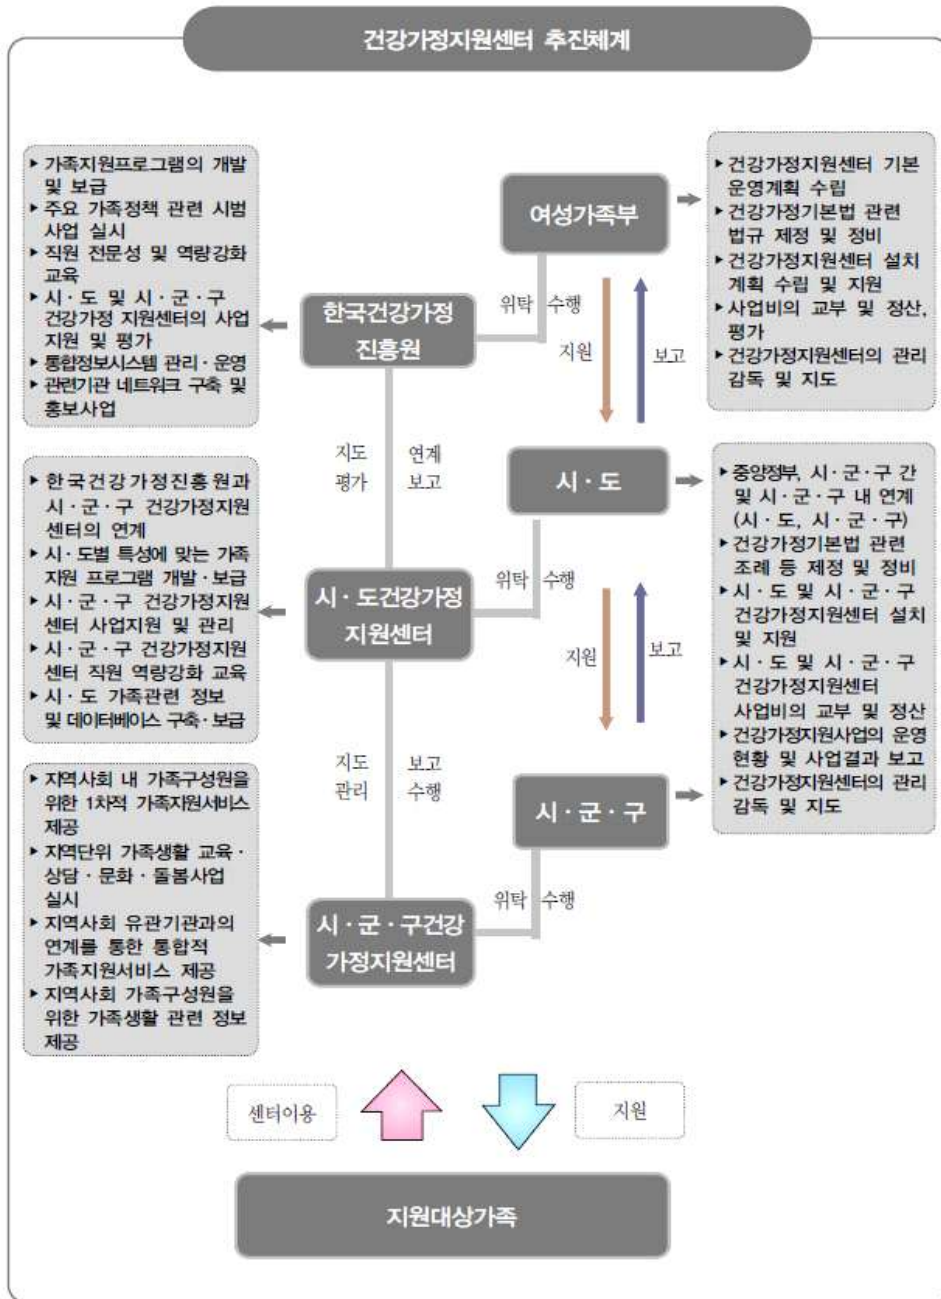 건강가정지원센터 추진체계
▸ 가족지원프로그램의 개발
및 보급
▸ 주요 가족정책 관련 시범
사업 실시
▸ 직원 전문성 및 역량강화
교육
▸ 시·도 및 시·군·구
건강가정 지원센터의 사업
지원 및 평가
▸ 통합정보시스템 관리·운영
▸ 관련기관 네트워크 구축 및
홍보사업
여성가족부
▸ 건강가정지원센터 기본
운영계획 수립
▸ 건강가정기본법 관련
법규 제정 및 정비
▸ 건강가정지원센터 설치
계획 수립 및 지원
▸ 사업비의 교부 및 정산,
평가
▸ 건강가정지원센터의 관리
감독 및 지도
위탁 수행
한국건강가정
진흥원
지원
보고
지도 연계
평가 보고
시·도
▸ 한국건강가정진흥원과
시·군·구 건강가정지원
센터의 연계
▸ 시·도별 특성에 맞는 가족
지원 프로그램 개발·보급
▸ 시·군·구 건강가정지원
센터 사업지원 및 관리
▸ 시·군·구 건강가정지원
센터 직원 역량강화 교육
▸ 시·도 가족관련 정보
및 데이터베이스 구축·보급
▸ 중앙정부, 시·군·구 간
및 시·군·구 내 연계
(시·도, 시·군·구)
▸ 건강가정기본법 관련
조례 등 제정 및 정비
▸ 시·도 및 시·군·구
건강가정지원센터 설치
및 지원
▸ 시·도 및 시·군·구
건강가정지원센터
사업비의 교부 및 정산
▸ 건강가정지원사업의 운영
현황 및 사업결과 보고
▸ 건강가정지원센터의 관리
감독 및 지도
위탁 수행
시·도건강가정
지원센터
지원
보고
지도 보고
관리 수행
시·군·구
▸ 지역사회 내 가족구성원을
위한 1차적 가족지원서비스
제공
▸ 지역단위 가족생활 교육·
상담·문화·돌봄사업
실시
▸ 지역사회 유관기관과의
연계를 통한 통합적
가족지원서비스 제공
▸ 지역사회 가족구성원을
위한 가족생활 관련 정보
제공
위탁 수행
시·군·구건강
가정지원센터
센터이용
지원
지원대상가족